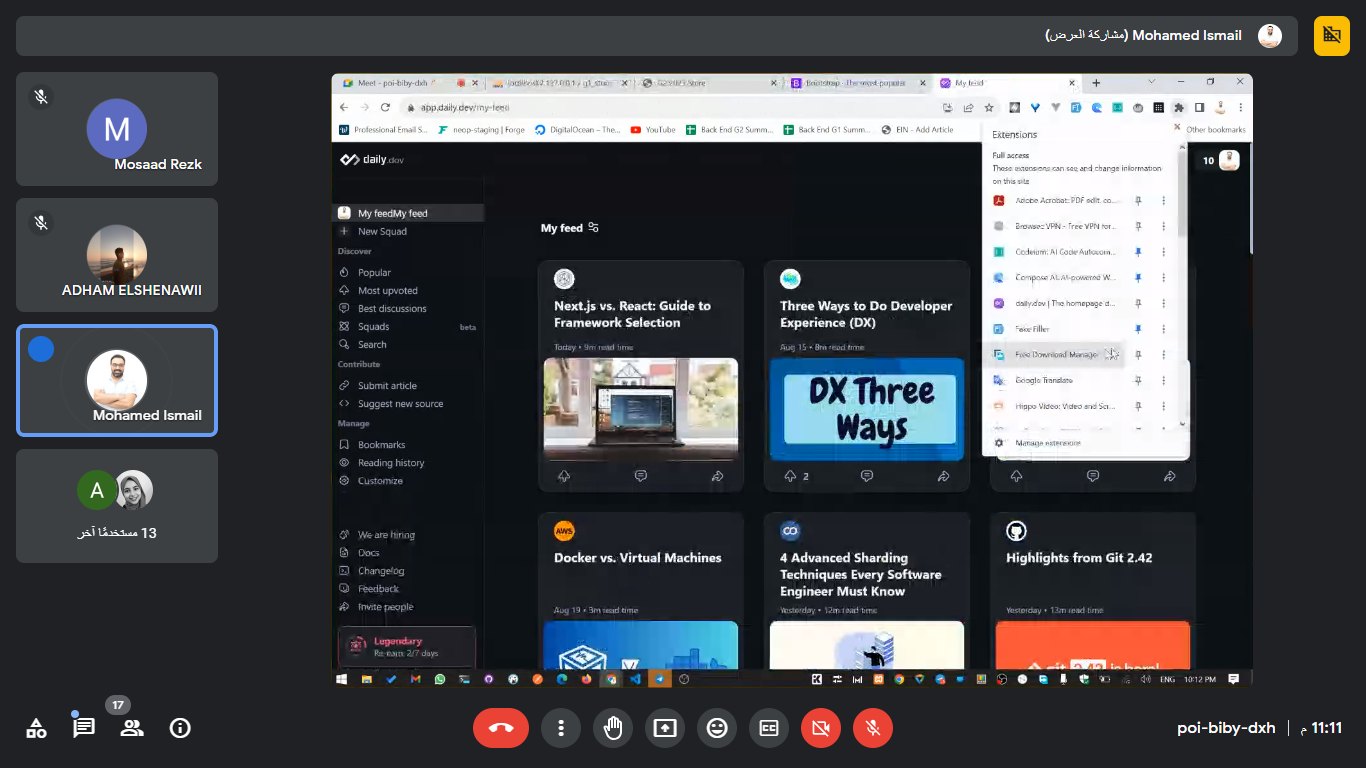 Mohamed Ismail (مشاركة العرض)
M
Mosaad Rezk
ADHAM ELSHENAWII
Mohamed Ismail
A
13 مستخدمًا آخر
Meet - poi-biby-dxh
Bootstrap - The most popular
My feed
app.daily.dev/my-feed
Professional Email S...
neop-staging | Forge
DigitalOcean – The...
YouTube
Back End G2 Summ...
Back End G1 Summ...
EIN - Add Article
Other bookmarks
daily.dev
10
My feedMy feed
New Squad
Discover
Popular
Most upvoted
Best discussions
Squads
beta
Search
Contribute
Submit article
Suggest new source
Manage
Bookmarks
Reading history
Customize
We are hiring
Docs
Changelog
Feedback
Invite people
Legendary
Re-earn: 2/7 days
My feed
Next.js vs. React: Guide to
Framework Selection
Today • 9m read time
Three Ways to Do Developer
Experience (DX)
Aug 15 • 8m read time
DX Three
Ways
2
AWS
Docker vs. Virtual Machines
Aug 19 • 3m read time
4 Advanced Sharding
Techniques Every Software
Engineer Must Know
Yesterday • 12m read time
Highlights from Git 2.42
Yesterday • 13m read time
Extensions
Full access
These extensions can see and change information
on this site
Adobe Acrobat: PDF edit, co...
Browsec VPN - Free VPN for...
Codeium: AI Code Autocom...
Compose AI: AI-powered W...
daily.dev | The homepage d...
Fake Filler
Free Download Manager
Google Translate
Hippo Video: Video and Scr...
Manage extensions
ENG
10:12 PM
17
poi-biby-dxh
11:11 م